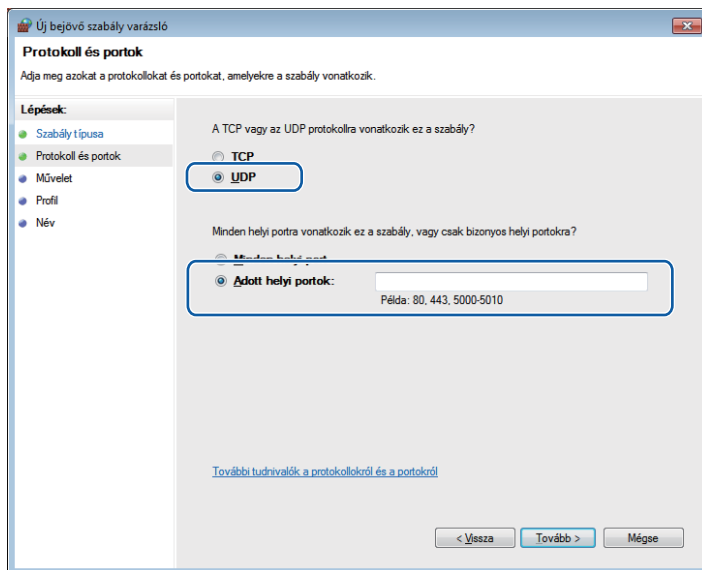 Új bejövő szabály varázsló
Protokoll és portok
Adja meg azokat a protokollokat és portokat, amelyekre a szabály vonatkozik.
Lépések:
Szabály típusa
Protokoll és portok
Művelet
Profil
Név
A TCP vagy az UDP protokollra vonatkozik ez a szabály?
TCP
UDP
Minden helyi portra vonatkozik ez a szabály, vagy csak bizonyos helyi portokra?
Minden helyi port
Adott helyi portok:
Példa: 80, 443, 5000-5010
További tudnivalók a protokollokról és a portokról
< Vissza
Tovább >
Mégse